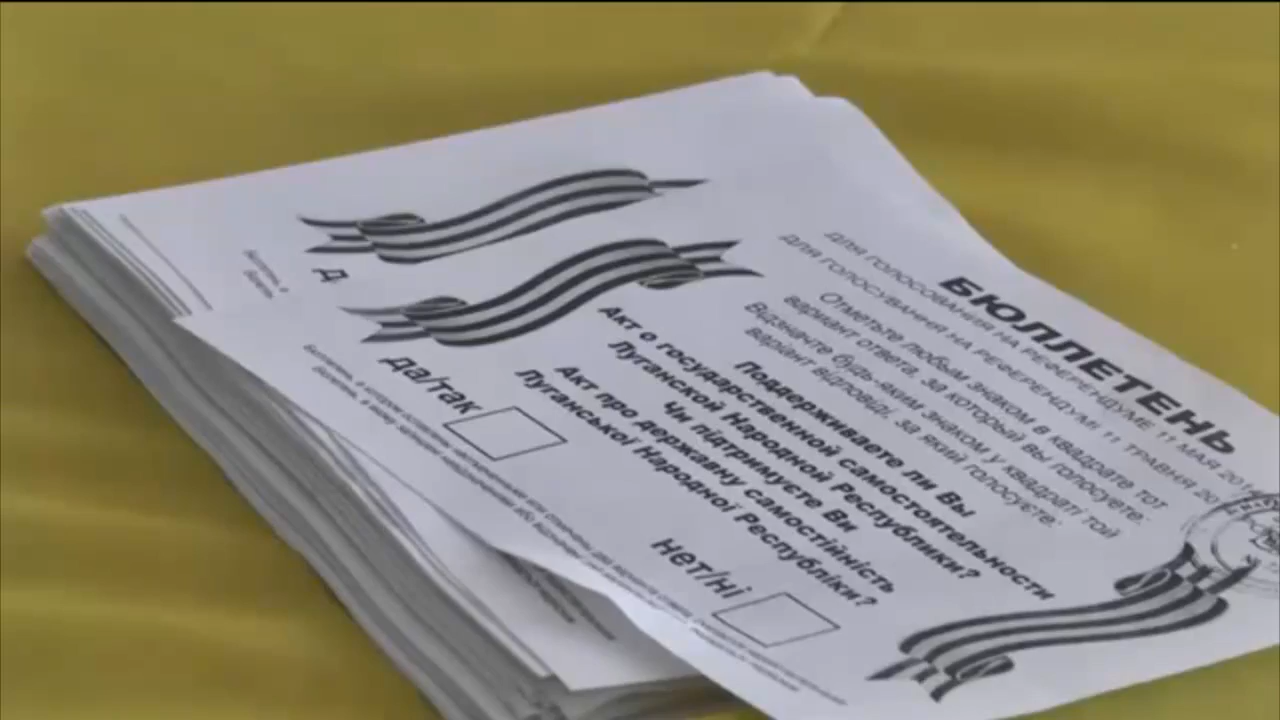 БЮЛЛЕТЕНЬ
ДЛЯ ГОЛОСОВАНИЯ НА РЕФЕРЕНДУМЕ 11 МАЯ
ДЛЯ ГОЛОСУВАННЯ НА РЕФЕРЕНДУМІ 11 ТРАВНЯ
Отметьте любым знаком в квадрате тот
вариант ответа, за который Вы голосуете:
Відзначте будь-яким знаком у квадраті той
варіант відповіді, за який голосуєте:
Поддерживаете ли Вы
Акт о государственной самостоятельности
Луганской Народной Республики?
Чи підтримуєте Ви
Акт про державну самостійність
Луганської Народної Республіки?
да/так
нет/ні
Д